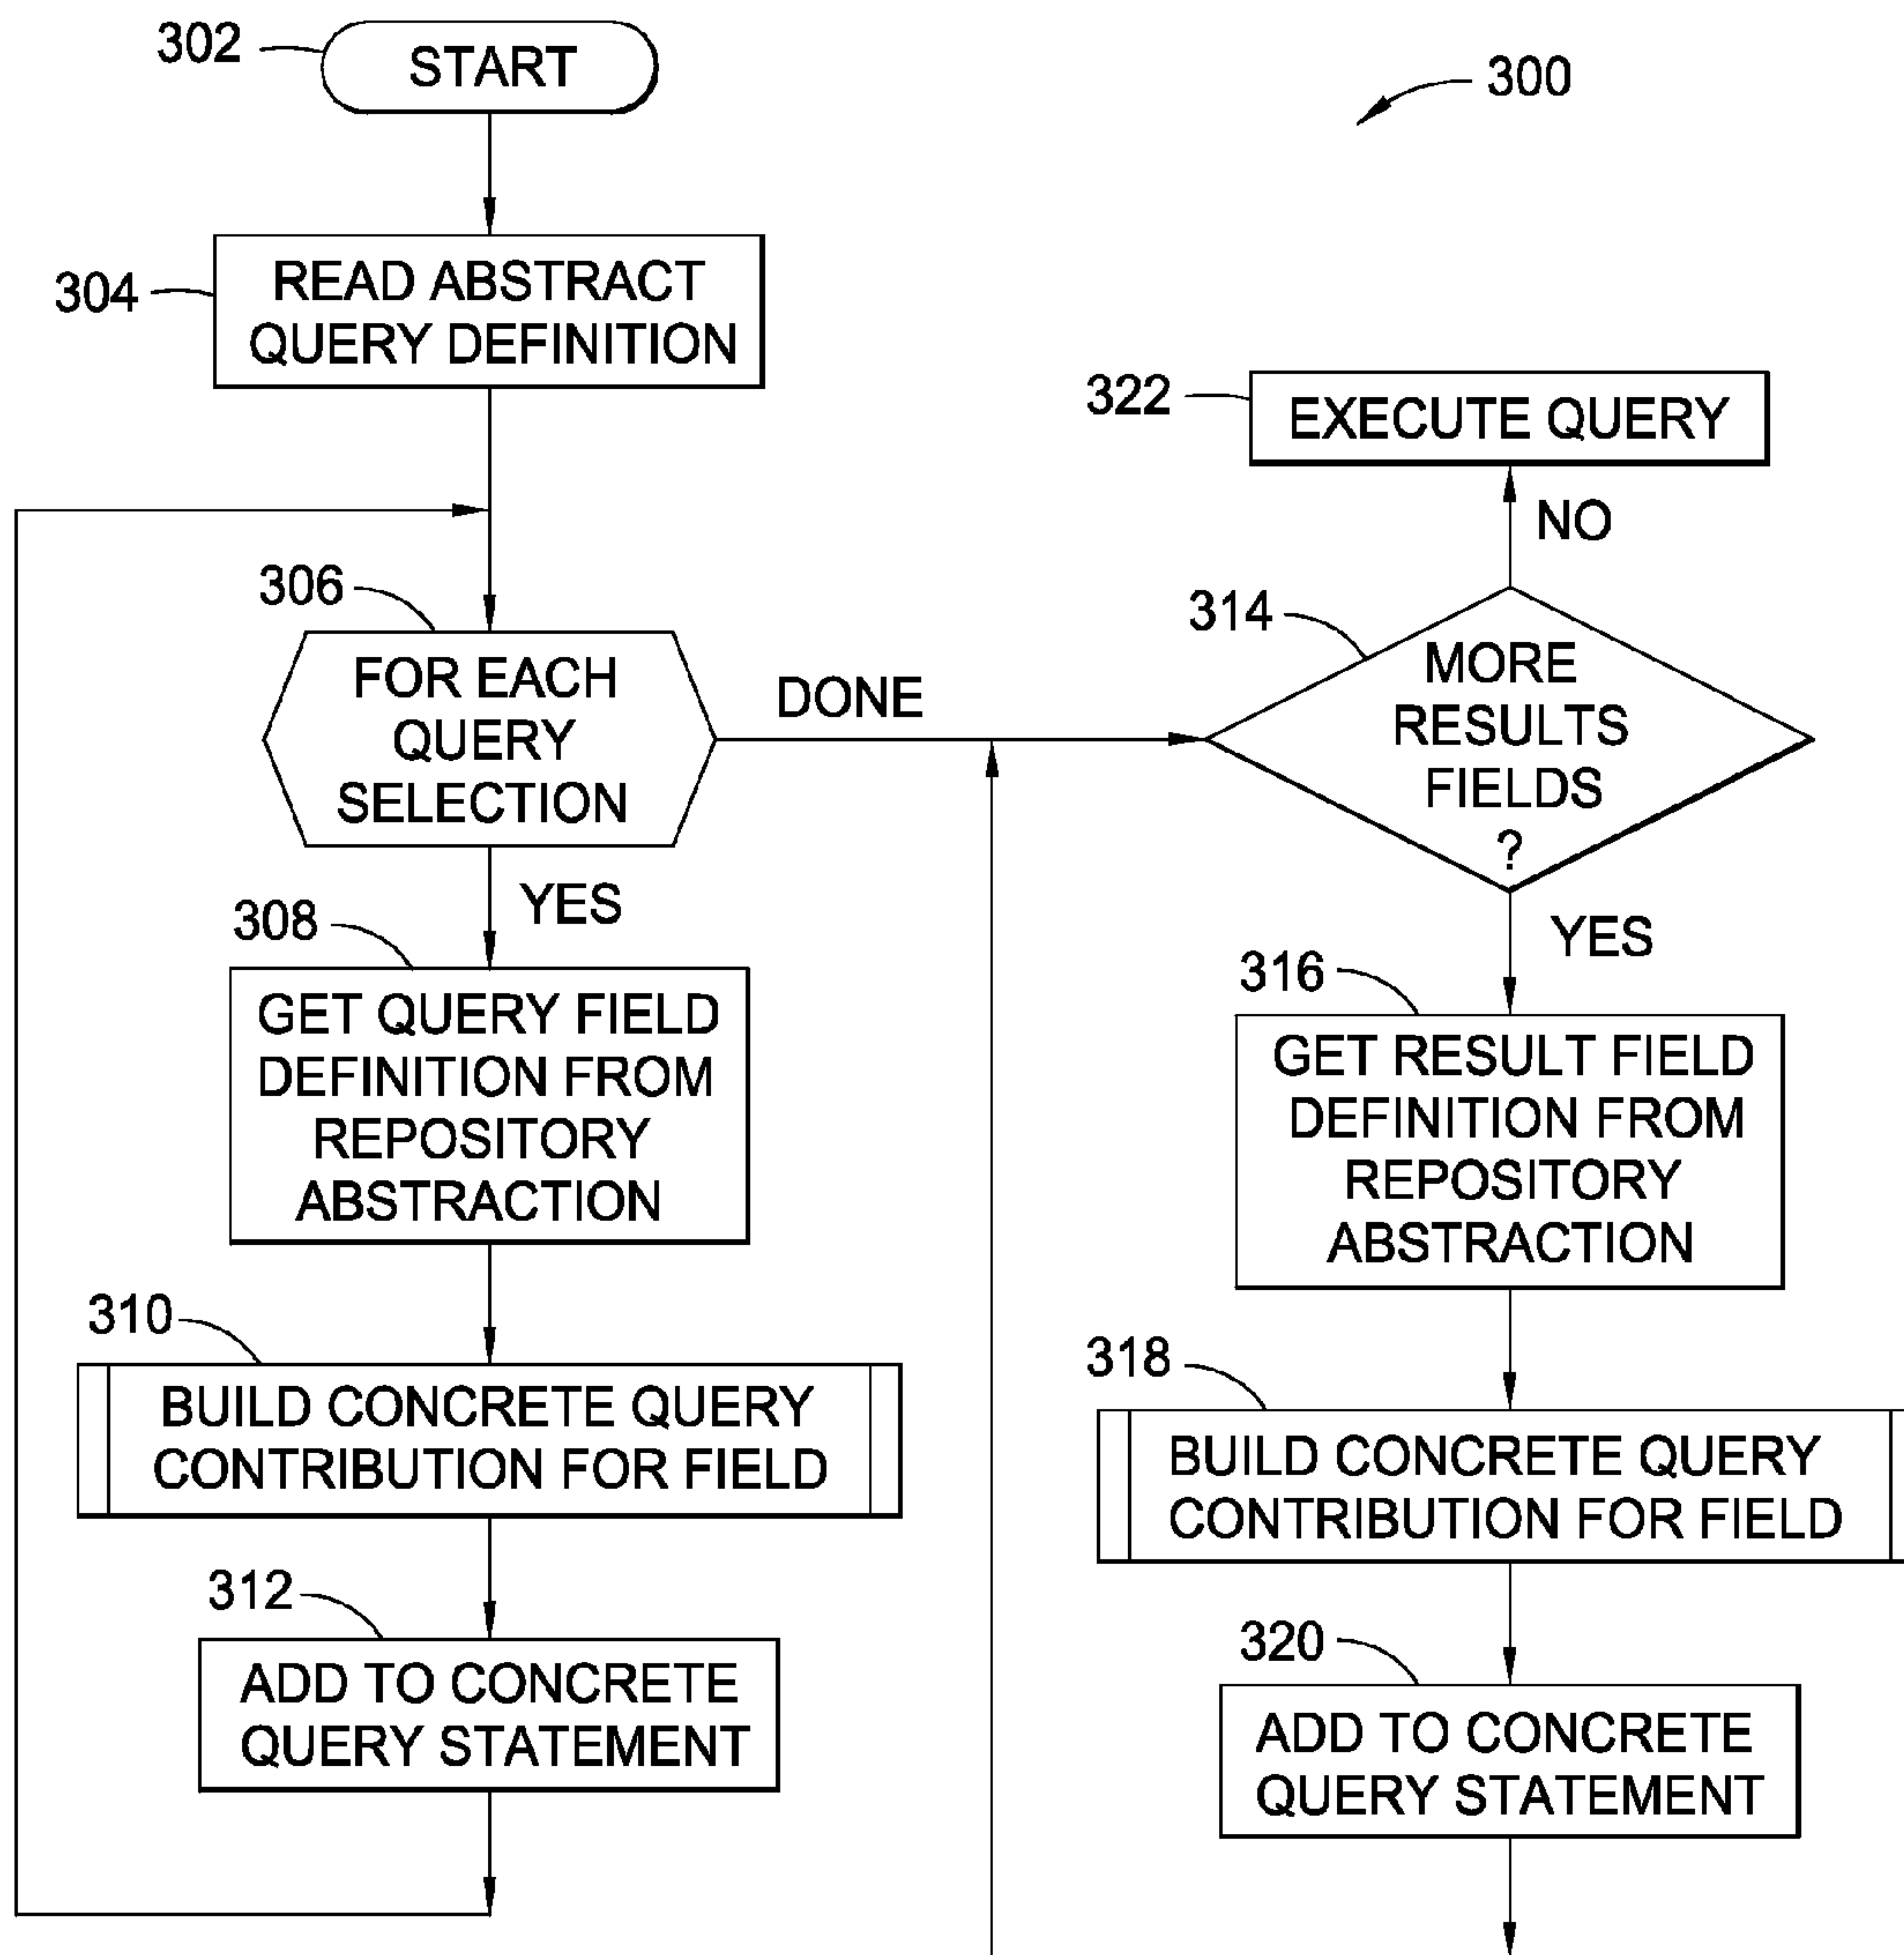 302
START
300
304
READ ABSTRACT
QUERY DEFINITION
322
EXECUTE QUERY
NO
306
FOR EACH
QUERY
SELECTION
DONE
314
MORE
RESULTS
FIELDS
?
YES
308
GET QUERY FIELD
DEFINITION FROM
REPOSITORY
ABSTRACTION
YES
316
GET RESULT FIELD
DEFINITION FROM
REPOSITORY
ABSTRACTION
310
BUILD CONCRETE QUERY
CONTRIBUTION FOR FIELD
318
BUILD CONCRETE QUERY
CONTRIBUTION FOR FIELD
312
ADD TO CONCRETE
QUERY STATEMENT
320
ADD TO CONCRETE
QUERY STATEMENT